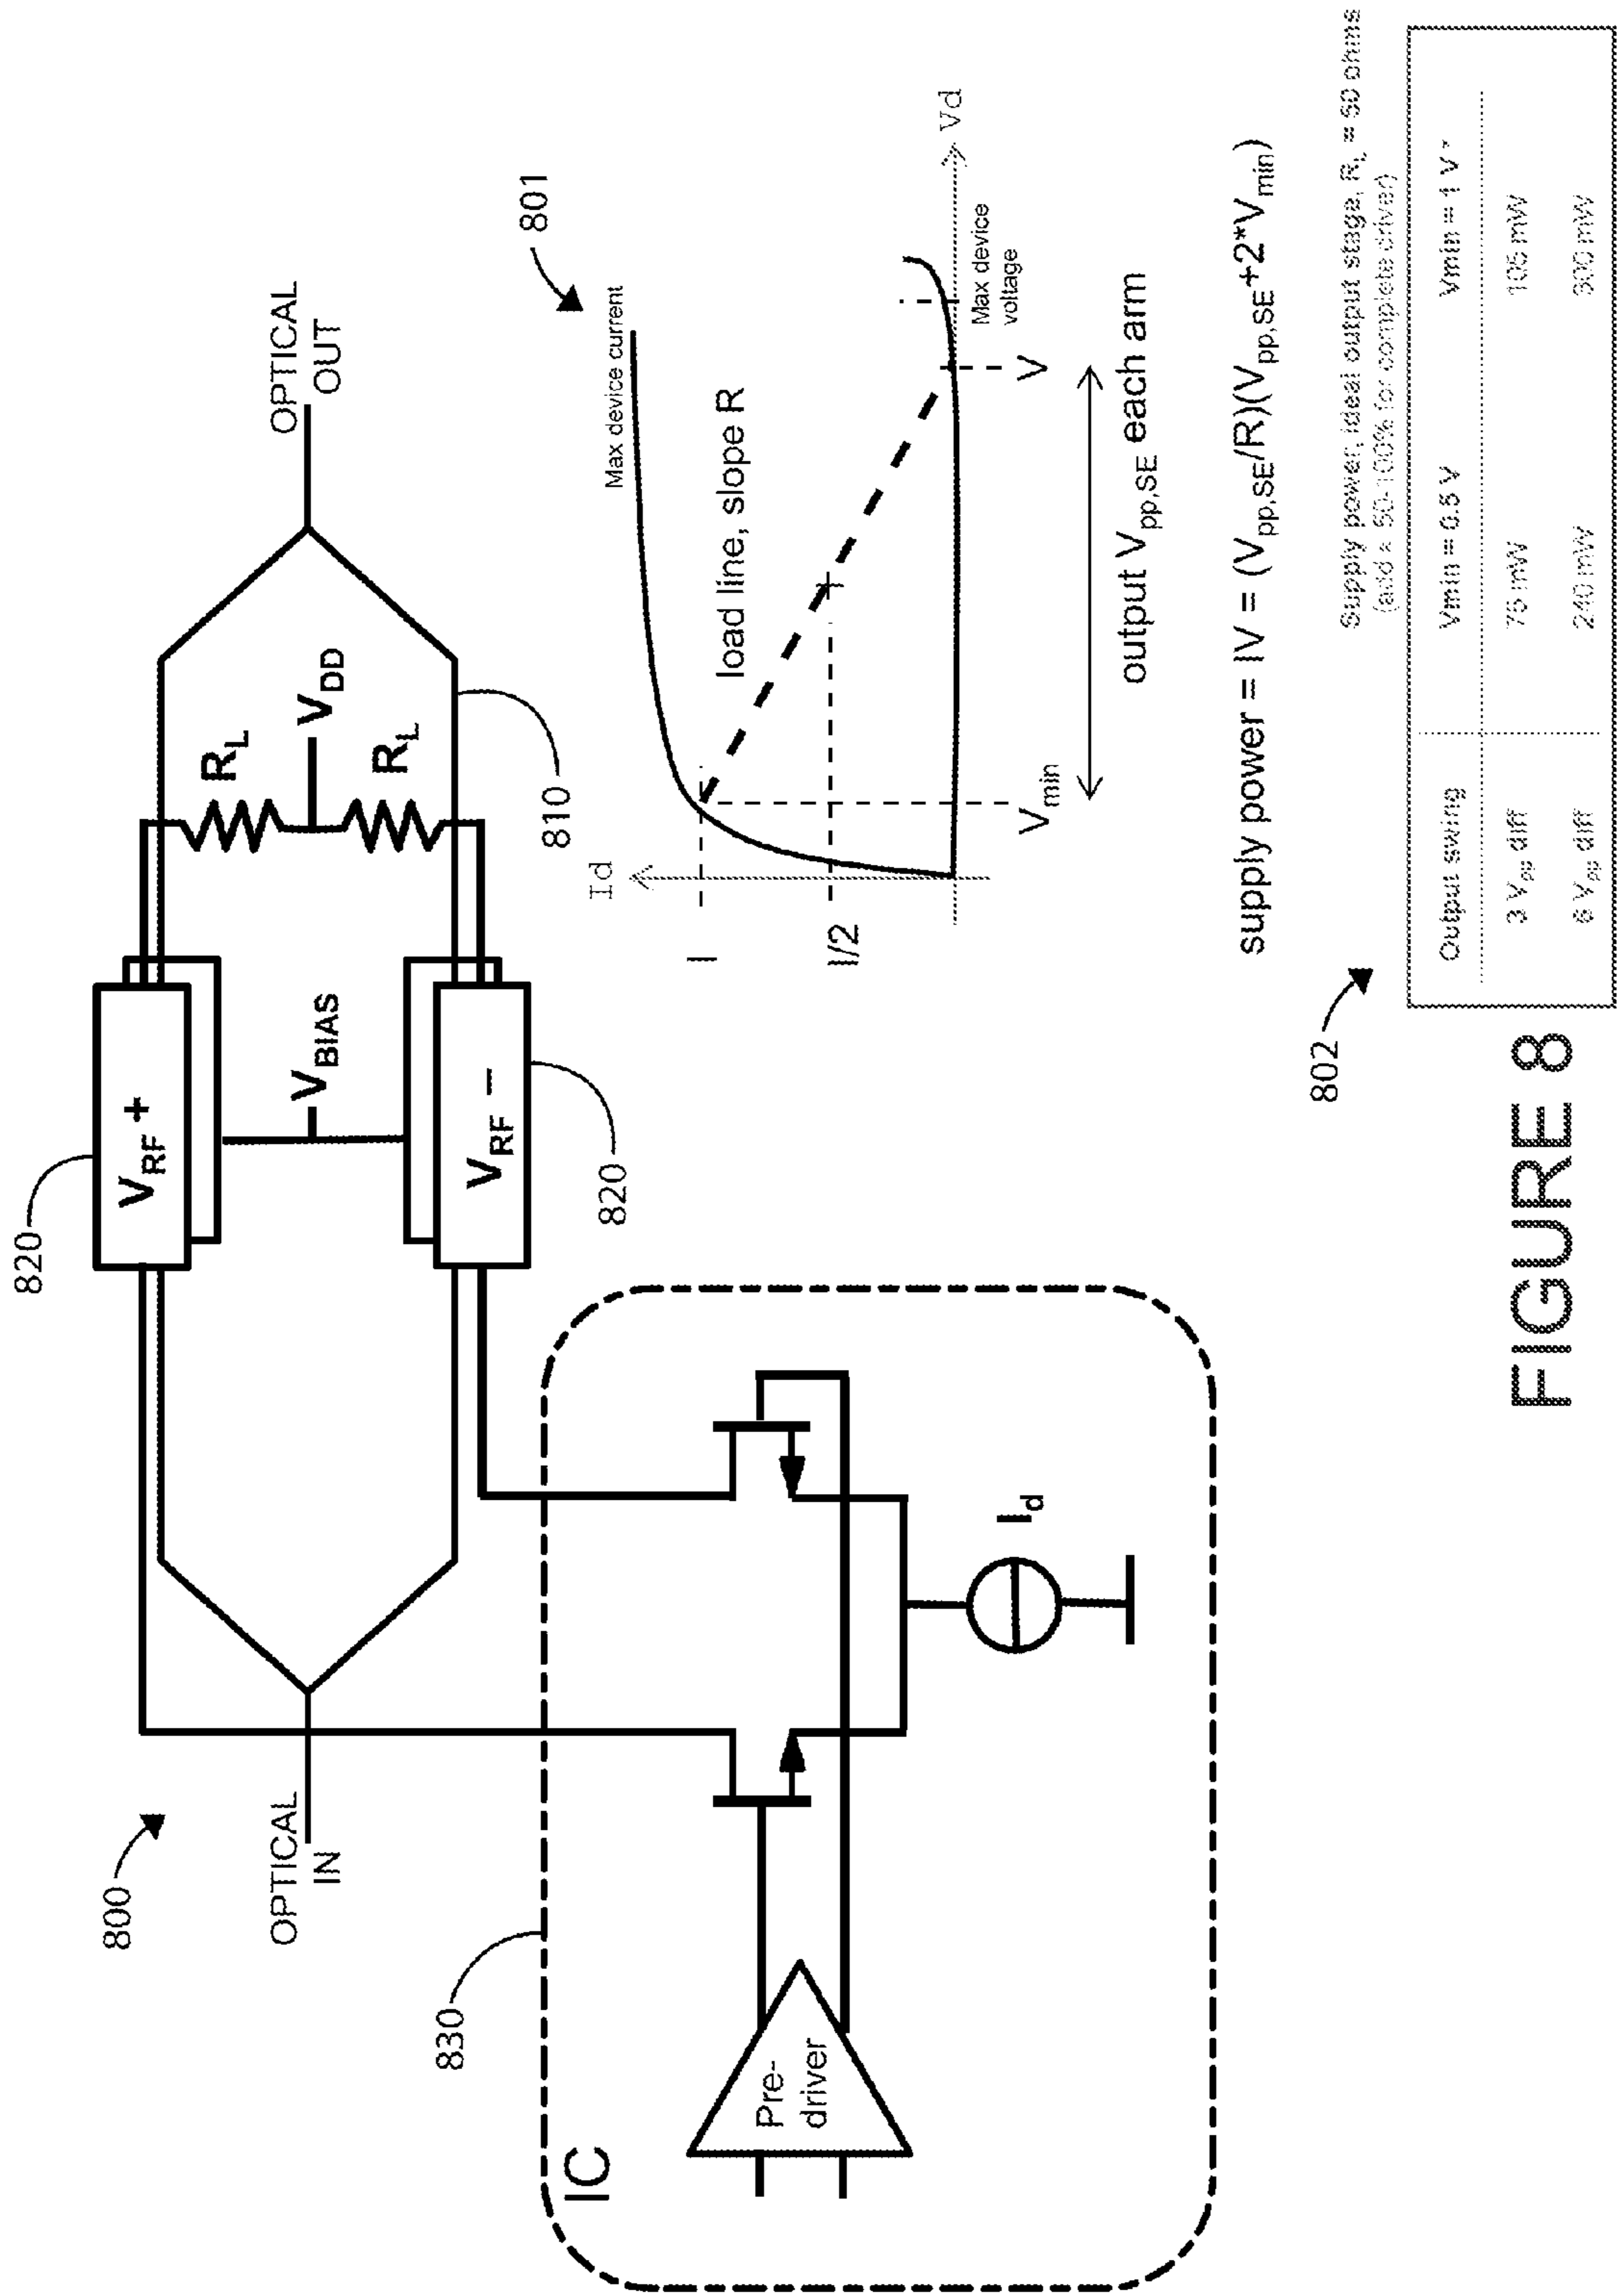 800
820
OPTICAL
IN
V_RF +
V_BIAS
V_RF −
820
R_L
V_DD
R_L
810
OPTICAL
OUT
830
IC
Pre-
driver
I_d
801
Id
Max device current
I
load line, slope R
I/2
Vd
Max device
voltage
V_min
V
output V_pp,SE each arm
supply power = IV = (V_pp,SE/R)(V_pp,SE+2*V_min)
802
Supply power, ideal output stage, R_L = 50 ohms
(add 50-100% for complete driver)
Output swing Vmin = 0.5 V Vmin = 1 V
3 V_pp diff 75 mW 105 mW
6 V_pp diff 240 mW 300 mW
FIGURE 8